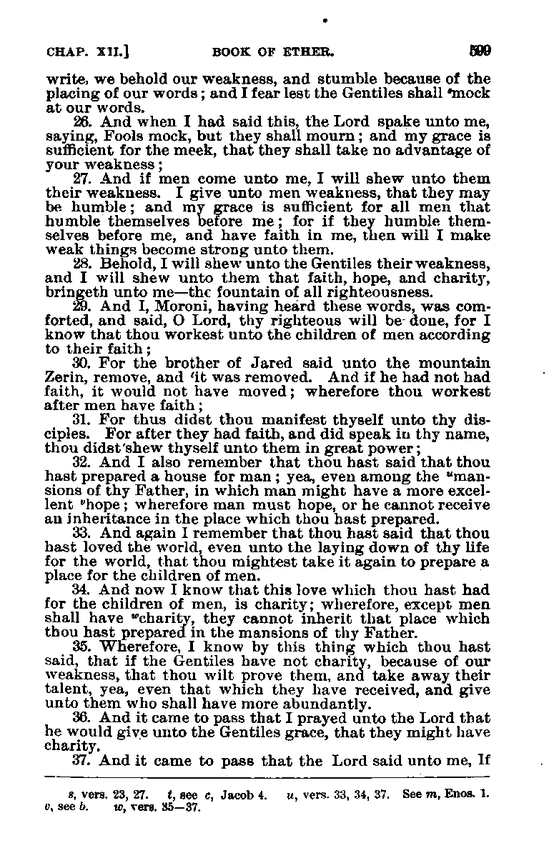 CHAP. XII.] BOOK OF ETHER. 599
write, we behold our weakness, and stumble because of the
placing of our words; and I fear lest the Gentiles shall ˢmock
at our words.
26. And when I had said this, the Lord spake unto me,
saying, Fools mock, but they shall mourn; and my grace is
sufficient for the meek, that they shall take no advantage of
your weakness;
27. And if men come unto me, I will shew unto them
their weakness. I give unto men weakness, that they may
be humble; and my grace is sufficient for all men that
humble themselves before me; for if they humble them-
selves before me, and have faith in me, then will I make
weak things become strong unto them.
28. Behold, I will shew unto the Gentiles their weakness,
and I will shew unto them that faith, hope, and charity,
bringeth unto me—the fountain of all righteousness.
29. And I, Moroni, having heard these words, was com-
forted, and said, O Lord, thy righteous will be done, for I
know that thou workest unto the children of men according
to their faith;
30. For the brother of Jared said unto the mountain
Zerin, remove, and ᵗit was removed. And if he had not had
faith, it would not have moved; wherefore thou workest
after men have faith;
31. For thus didst thou manifest thyself unto thy dis-
ciples. For after they had faith, and did speak in thy name,
thou didst shew thyself unto them in great power;
32. And I also remember that thou hast said that thou
hast prepared a house for man; yea, even among the ᵘman-
sions of thy Father, in which man might have a more excel-
lent ᵛhope; wherefore man must hope, or he cannot receive
an inheritance in the place which thou hast prepared.
33. And again I remember that thou hast said that thou
hast loved the world, even unto the laying down of thy life
for the world, that thou mightest take it again to prepare a
place for the children of men.
34. And now I know that this love which thou hast had
for the children of men, is charity; wherefore, except men
shall have ʷcharity, they cannot inherit that place which
thou hast prepared in the mansions of thy Father.
35. Wherefore, I know by this thing which thou hast
said, that if the Gentiles have not charity, because of our
weakness, that thou wilt prove them, and take away their
talent, yea, even that which they have received, and give
unto them who shall have more abundantly.
36. And it came to pass that I prayed unto the Lord that
he would give unto the Gentiles grace, that they might have
charity.
37. And it came to pass that the Lord said unto me, If
s, vers. 23, 27. t, see c, Jacob 4. u, vers. 33, 34, 37. See m, Enos. 1.
v, see b. w, vers. 35—37.